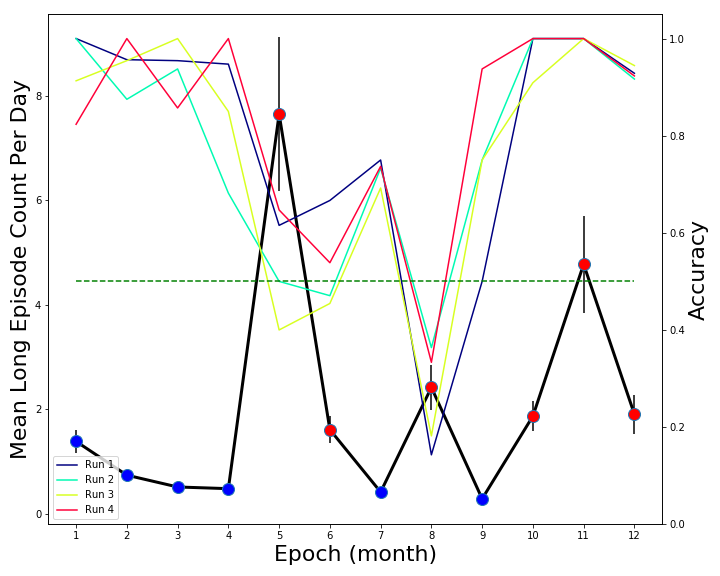 Mean Long Episode Count Per Day
8
6
4
2
0
1.0
0.8
0.6
0.4
0.2
0.0
Accuracy
Run 1
Run 2
Run 3
Run 4
1 2 3 4 5 6 7 8 9 10 11 12
Epoch (month)